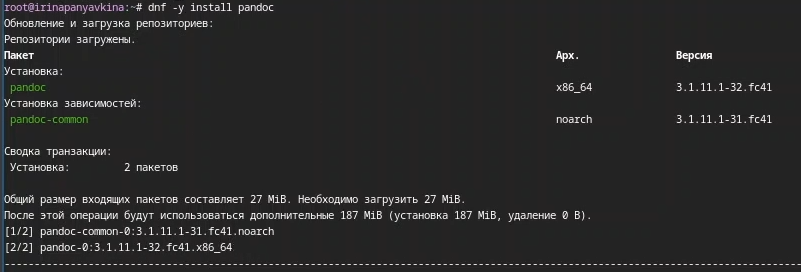 root@irinapanyavkina:~# dnf -y install pandoc
Обновление и загрузка репозиториев:
Репозитории загружены.
Пакет Арх. Версия
Установка:
pandoc x86_64 3.1.11.1-32.fc41
Установка зависимостей:
pandoc-common noarch 3.1.11.1-31.fc41
Сводка транзакции:
Установка: 2 пакетов
Общий размер входящих пакетов составляет 27 MiB. Необходимо загрузить 27 MiB.
После этой операции будут использоваться дополнительные 187 MiB (установка 187 MiB, удаление 0 B).
[1/2] pandoc-common-0:3.1.11.1-31.fc41.noarch
[2/2] pandoc-0:3.1.11.1-32.fc41.x86_64